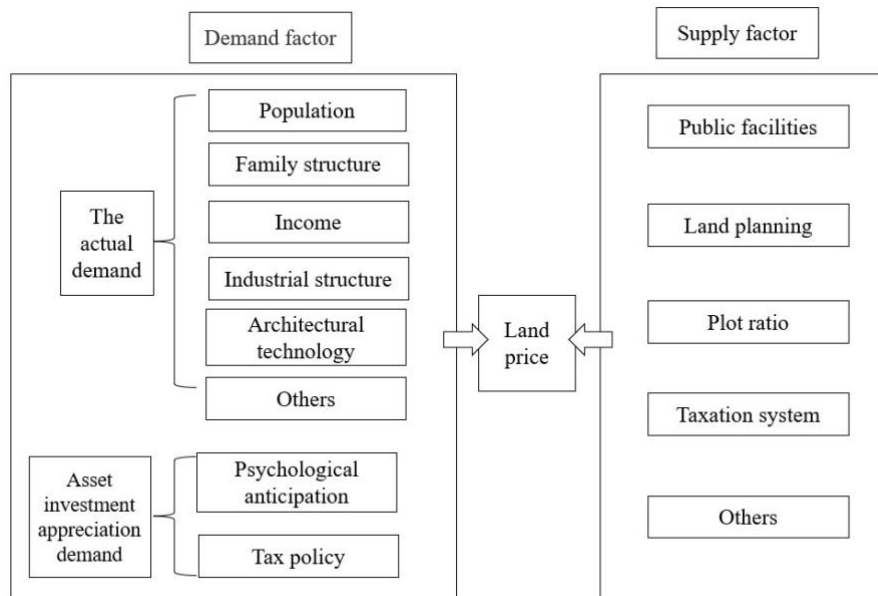 Demand factor
Supply factor
The
actual
demand
Population
Family structure
Income
Industrial structure
Architectural
technology
Others
Asset
investment
appreciation
demand
Psychological
anticipation
Tax policy
Land
price
Public facilities
Land planning
Plot ratio
Taxation system
Others